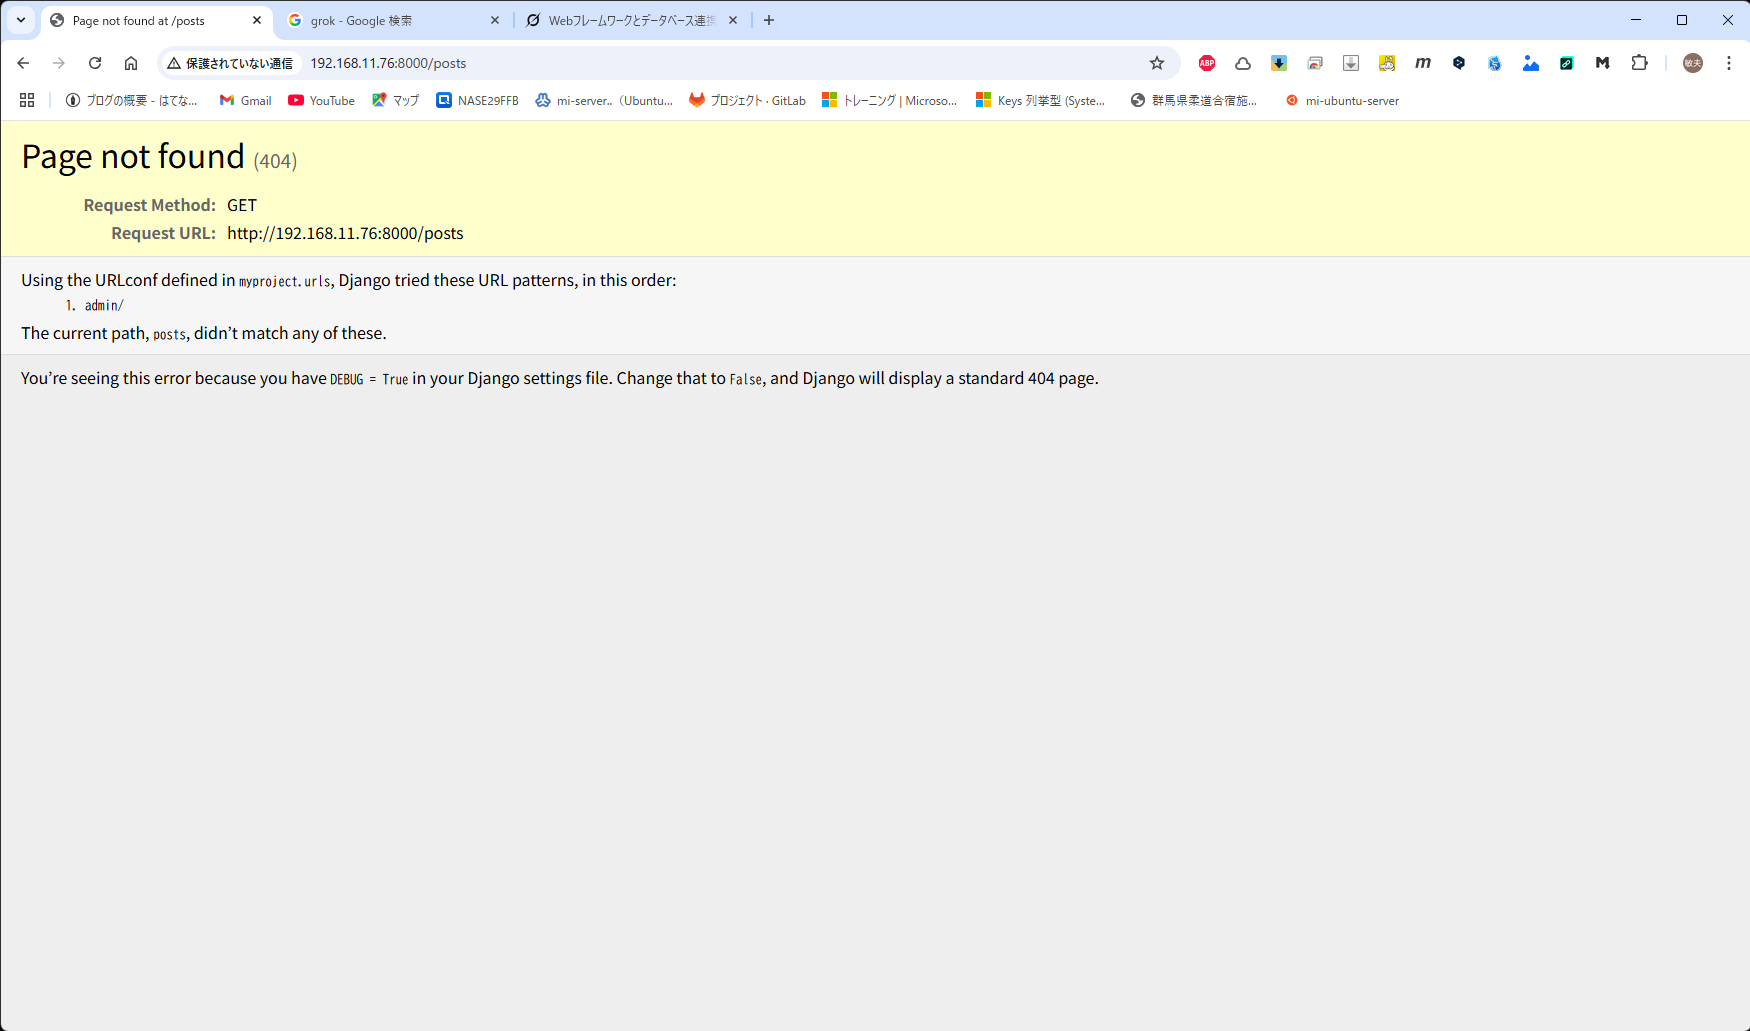 Page not found at /posts
grok - Google 検索
Webフレームワークとデータベース連携
保護されていない通信
192.168.11.76:8000/posts
ABP
m
敏夫
ブログの概要 - はてな...
Gmail
YouTube
マップ
NASE29FFB
mi-server.. (Ubuntu...
プロジェクト · GitLab
トレーニング | Microso...
Keys 列挙型 (Syste...
群馬県柔道合宿施...
mi-ubuntu-server
Page not found (404)
Request Method: GET
Request URL: http://192.168.11.76:8000/posts
Using the URLconf defined in myproject.urls, Django tried these URL patterns, in this order:
1. admin/
The current path, posts, didn’t match any of these.
You’re seeing this error because you have DEBUG = True in your Django settings file. Change that to False, and Django will display a standard 404 page.